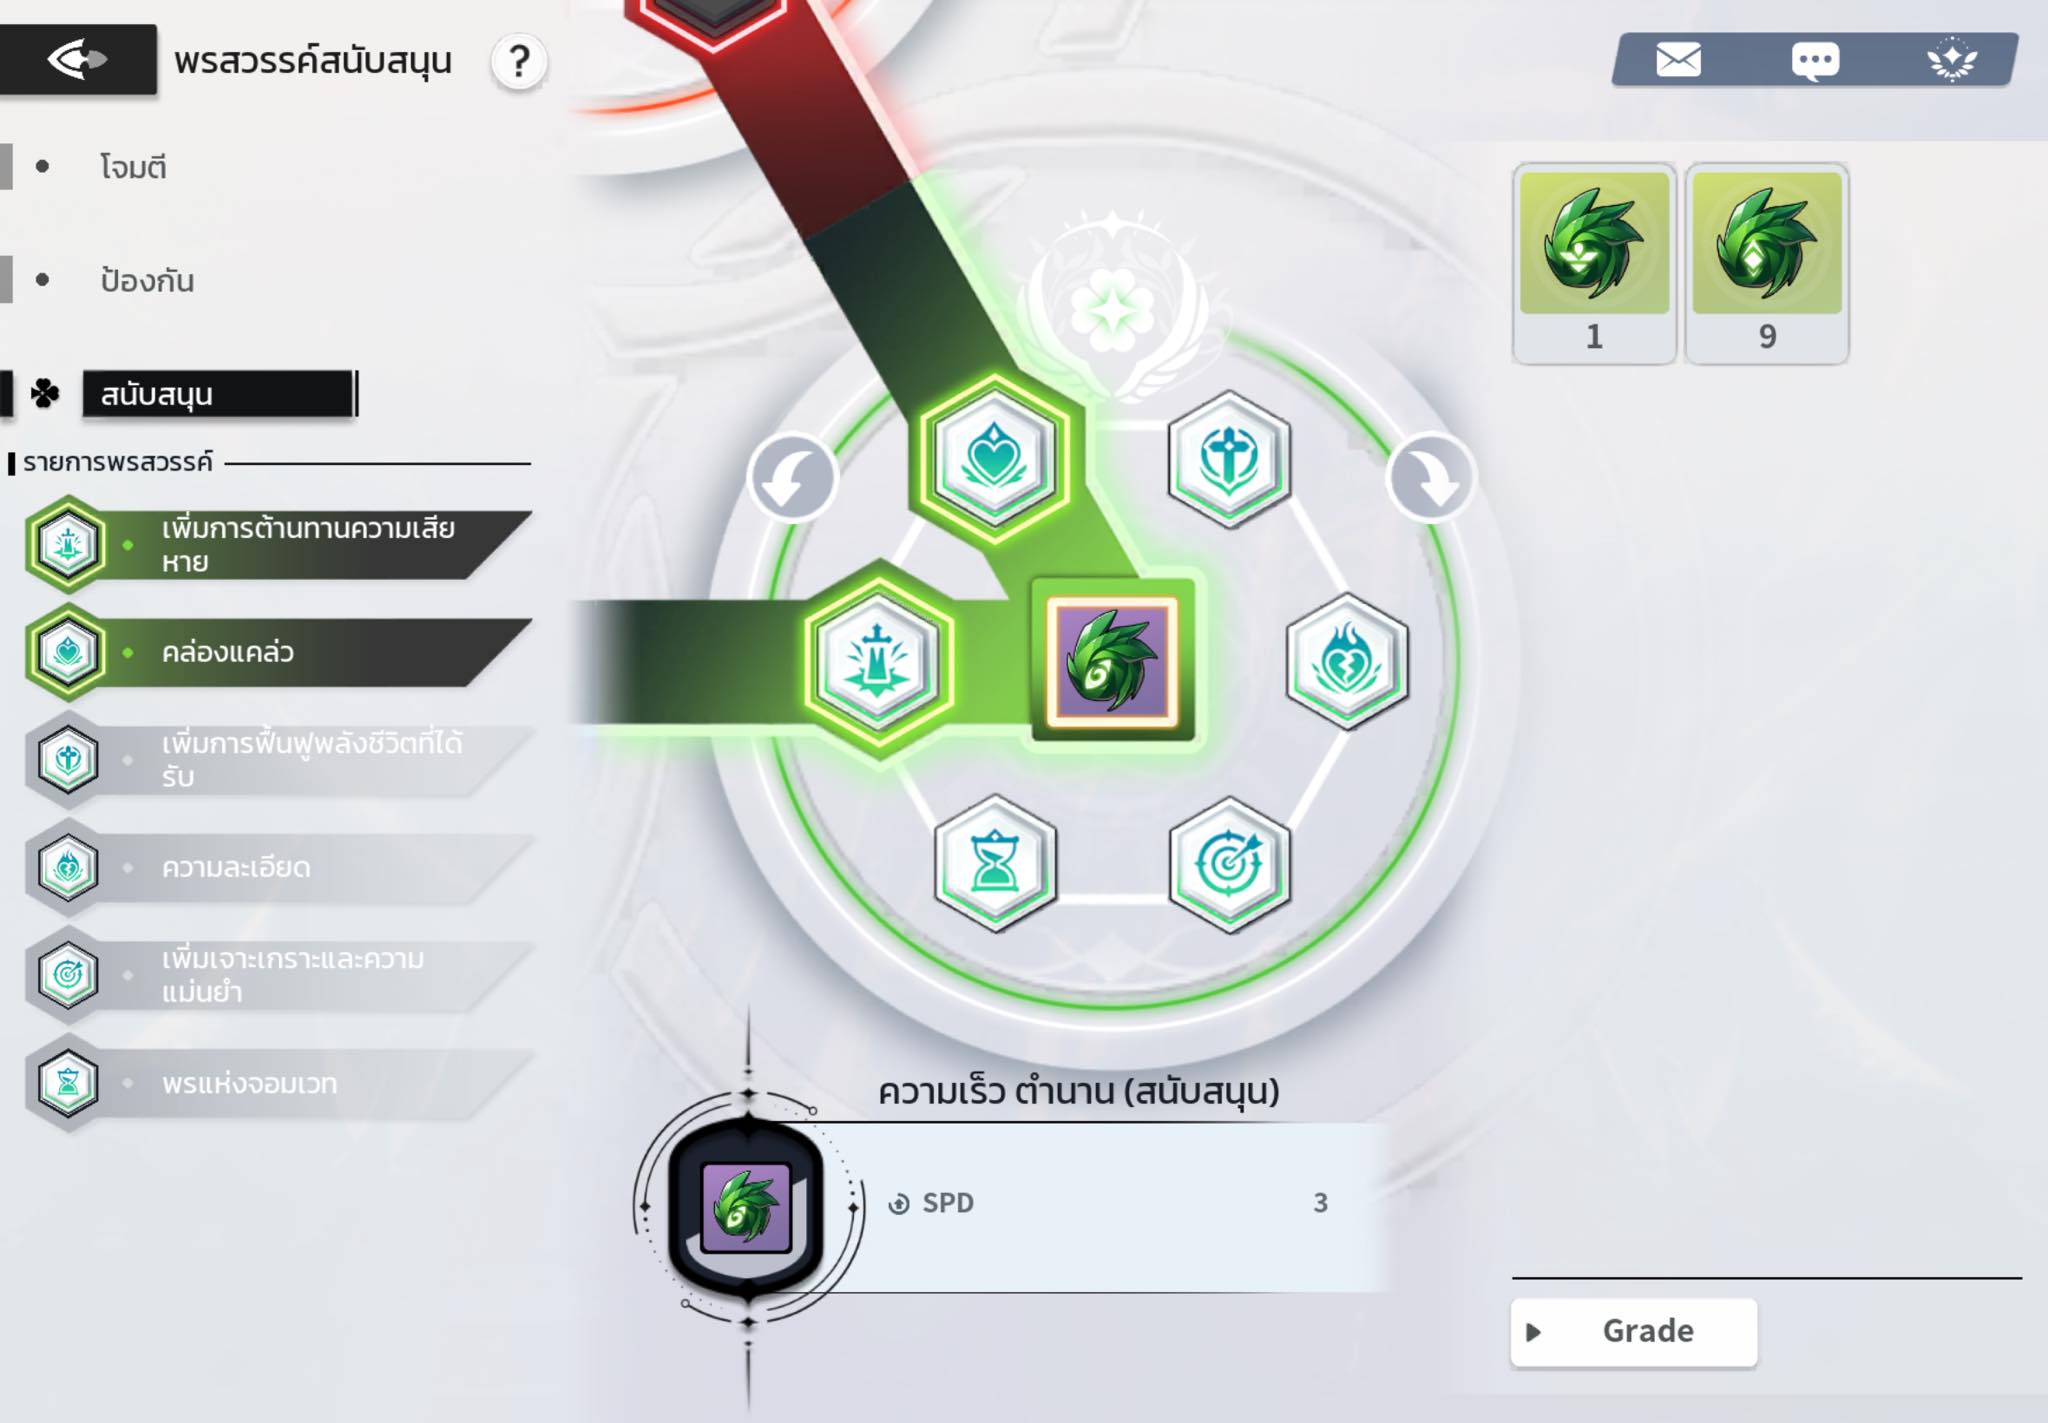 พรสวรรค์สนับสนุน ?
โจมตี
ป้องกัน
สนับสนุน
รายการพรสวรรค์
เพิ่มการต้านทานความเสีย
หาย
คล่องแคล่ว
เพิ่มการฟื้นฟูพลังชีวิตที่ได้
รับ
ความละเอียด
เพิ่มเจาะเกราะและความ
แม่นยำ
พรแห่งจอมเวท
ความเร็ว ตำนาน (สนับสนุน)
SPD 3
1 9
Grade